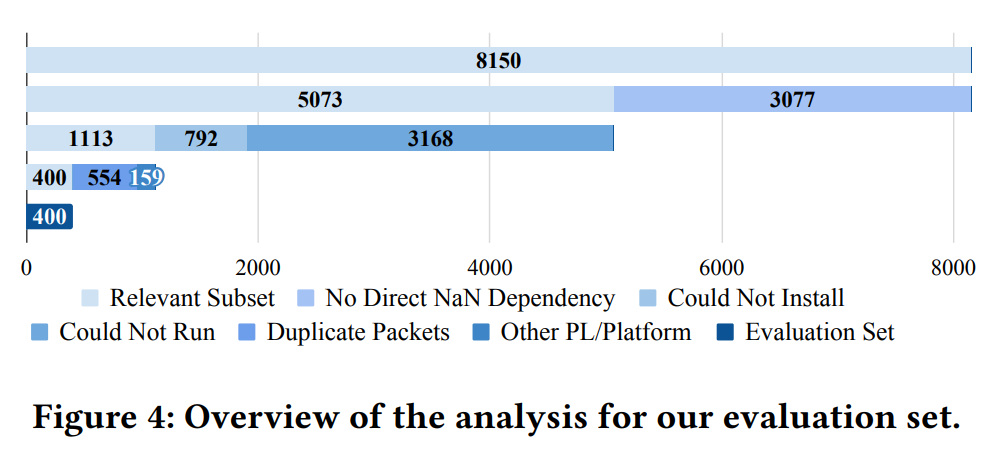 8150
5073 3077
1113 792 3168
400 554 159
400
0 2000 4000 6000 8000
Relevant Subset No Direct NaN Dependency Could Not Install
Could Not Run Duplicate Packets Other PL/Platform Evaluation Set
Figure 4: Overview of the analysis for our evaluation set.